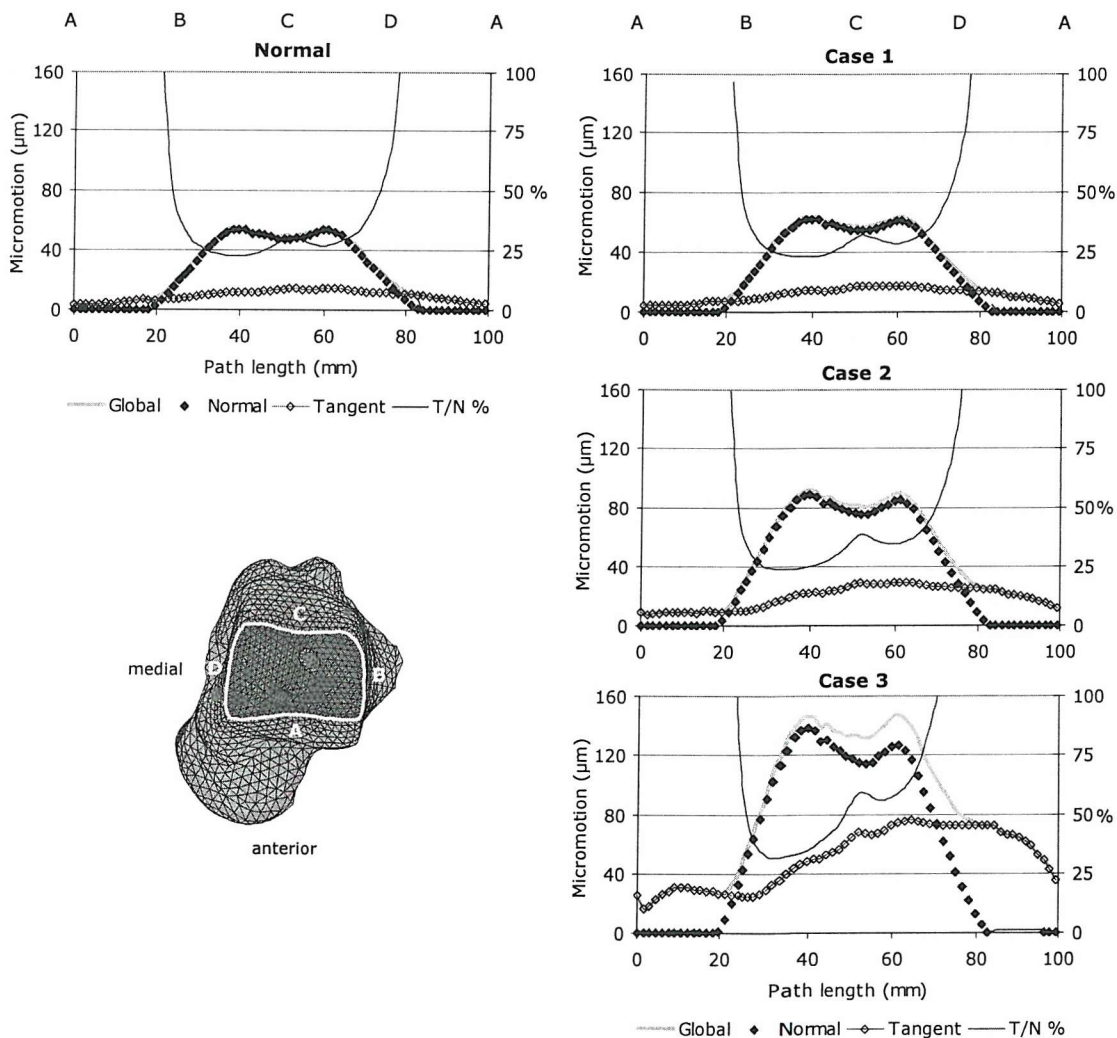 A B C D A
Normal
160 120 80 40 0
Micromotion (µm)
100 75 50 % 25 0
0 20 40 60 80 100
Path length (mm)
Global Normal Tangent T/N %
medial
A
B
C
D
anterior
A B C D A
Case 1
160 120 80 40 0
Micromotion (µm)
100 75 50% 25 0
0 20 40 60 80 100
Case 2
160 120 80 40 0
Micromotion (µm)
100 75 50% 25 0
0 20 40 60 80 100
Case 3
160 120 80 40 0
Micromotion (µm)
100 75 50% 25 0
0 20 40 60 80 100
Path length (mm)
Global Normal Tangent T/N %